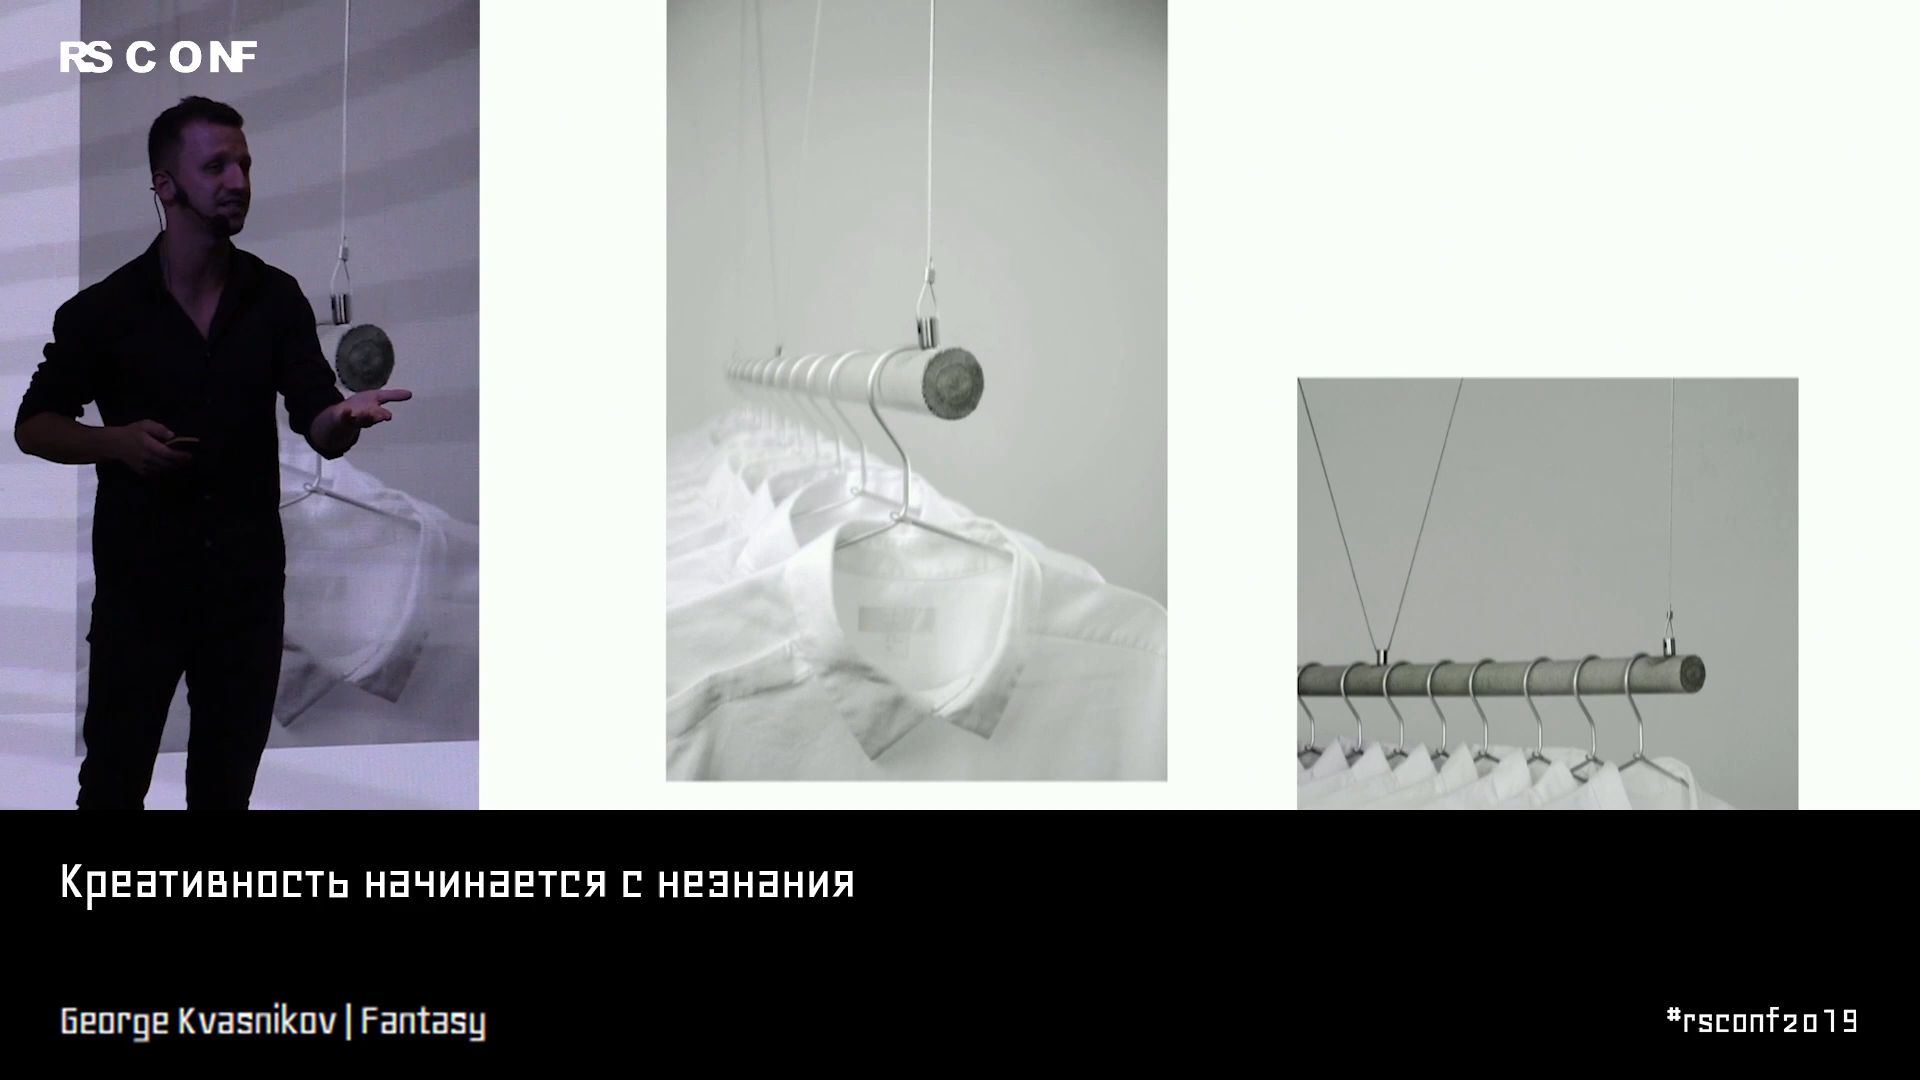 RS CONF
Креативность начинается с незнания
George Kvasnikov | Fantasy
#rsconf2019